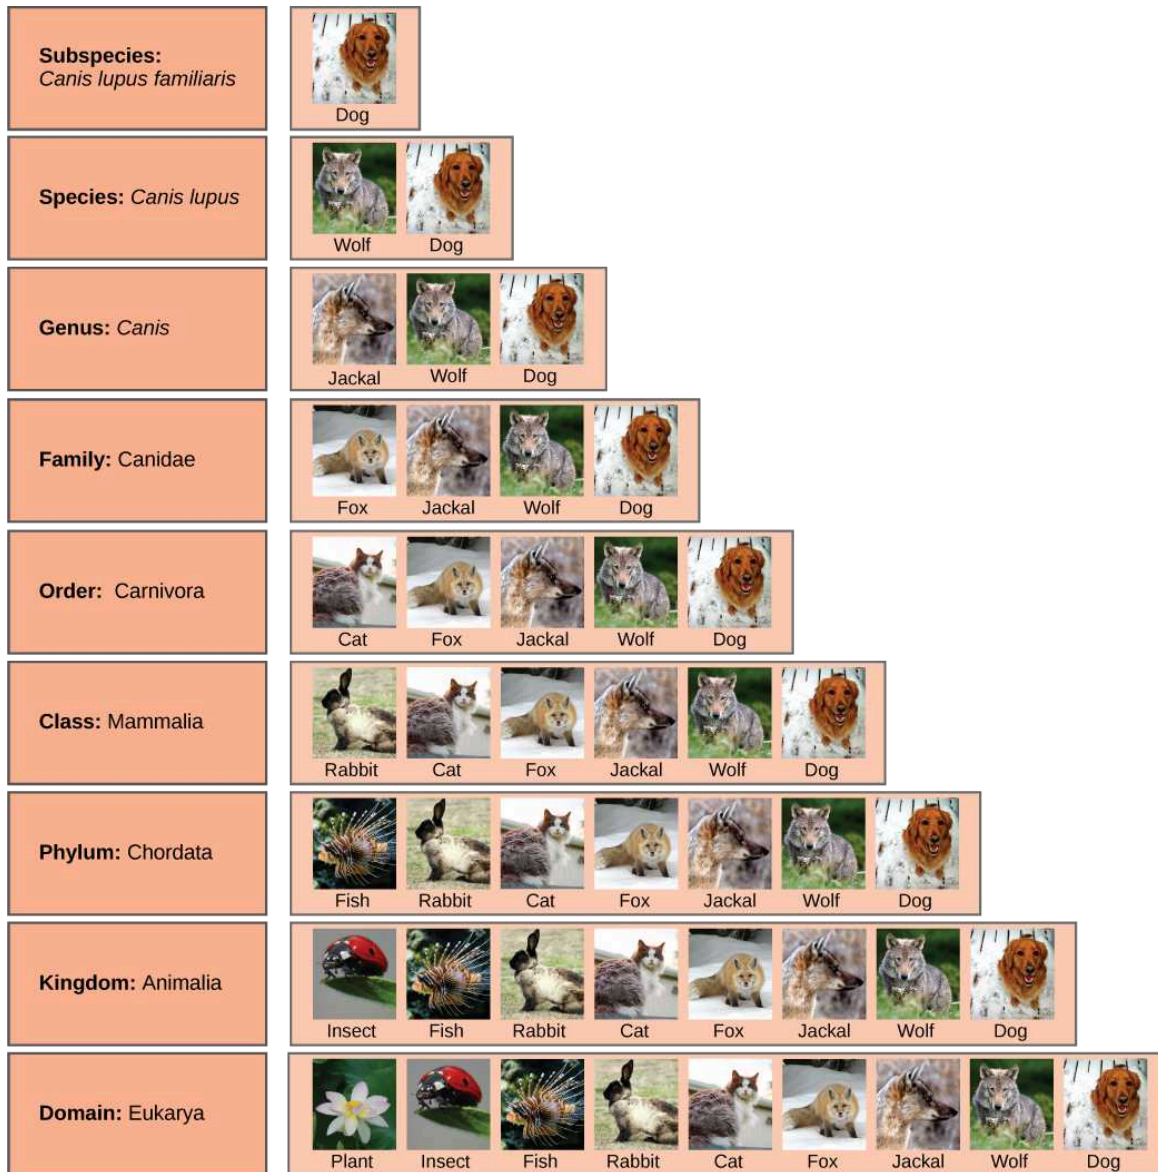 Subspecies:
Canis lupus familiaris
Dog
Species: Canis lupus
Wolf Dog
Genus: Canis
Jackal Wolf Dog
Family: Canidae
Fox Jackal Wolf Dog
Order: Carnivora
Cat Fox Jackal Wolf Dog
Class: Mammalia
Rabbit Cat Fox Jackal Wolf Dog
Phylum: Chordata
Fish Rabbit Cat Fox Jackal Wolf Dog
Kingdom: Animalia
Insect Fish Rabbit Cat Fox Jackal Wolf Dog
Domain: Eukarya
Plant Insect Fish Rabbit Cat Fox Jackal Wolf Dog